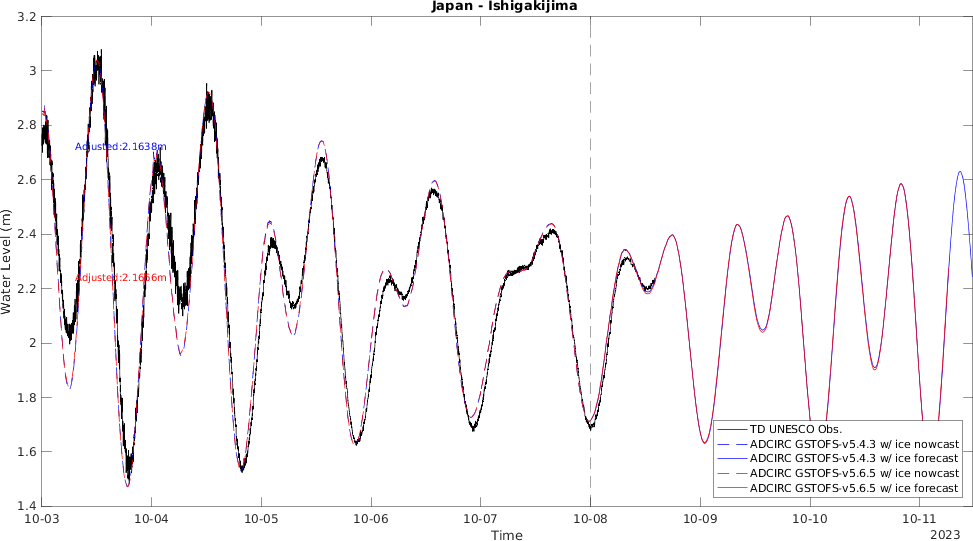 Japan - Ishigakijima
3.2
3
2.8
2.6
2.4
2.2
2
1.8
1.6
1.4
Water Level (m)
Adjusted:2.1638m
Adjusted:2.1666m
TD UNESCO Obs.
ADCIRC GSTOFS-v5.4.3 w/ ice nowcast
ADCIRC GSTOFS-v5.4.3 w/ ice forecast
ADCIRC GSTOFS-v5.6.5 w/ ice nowcast
ADCIRC GSTOFS-v5.6.5 w/ ice forecast
10-03 10-04 10-05 10-06 10-07 10-08 10-09 10-10 10-11
Time
2023